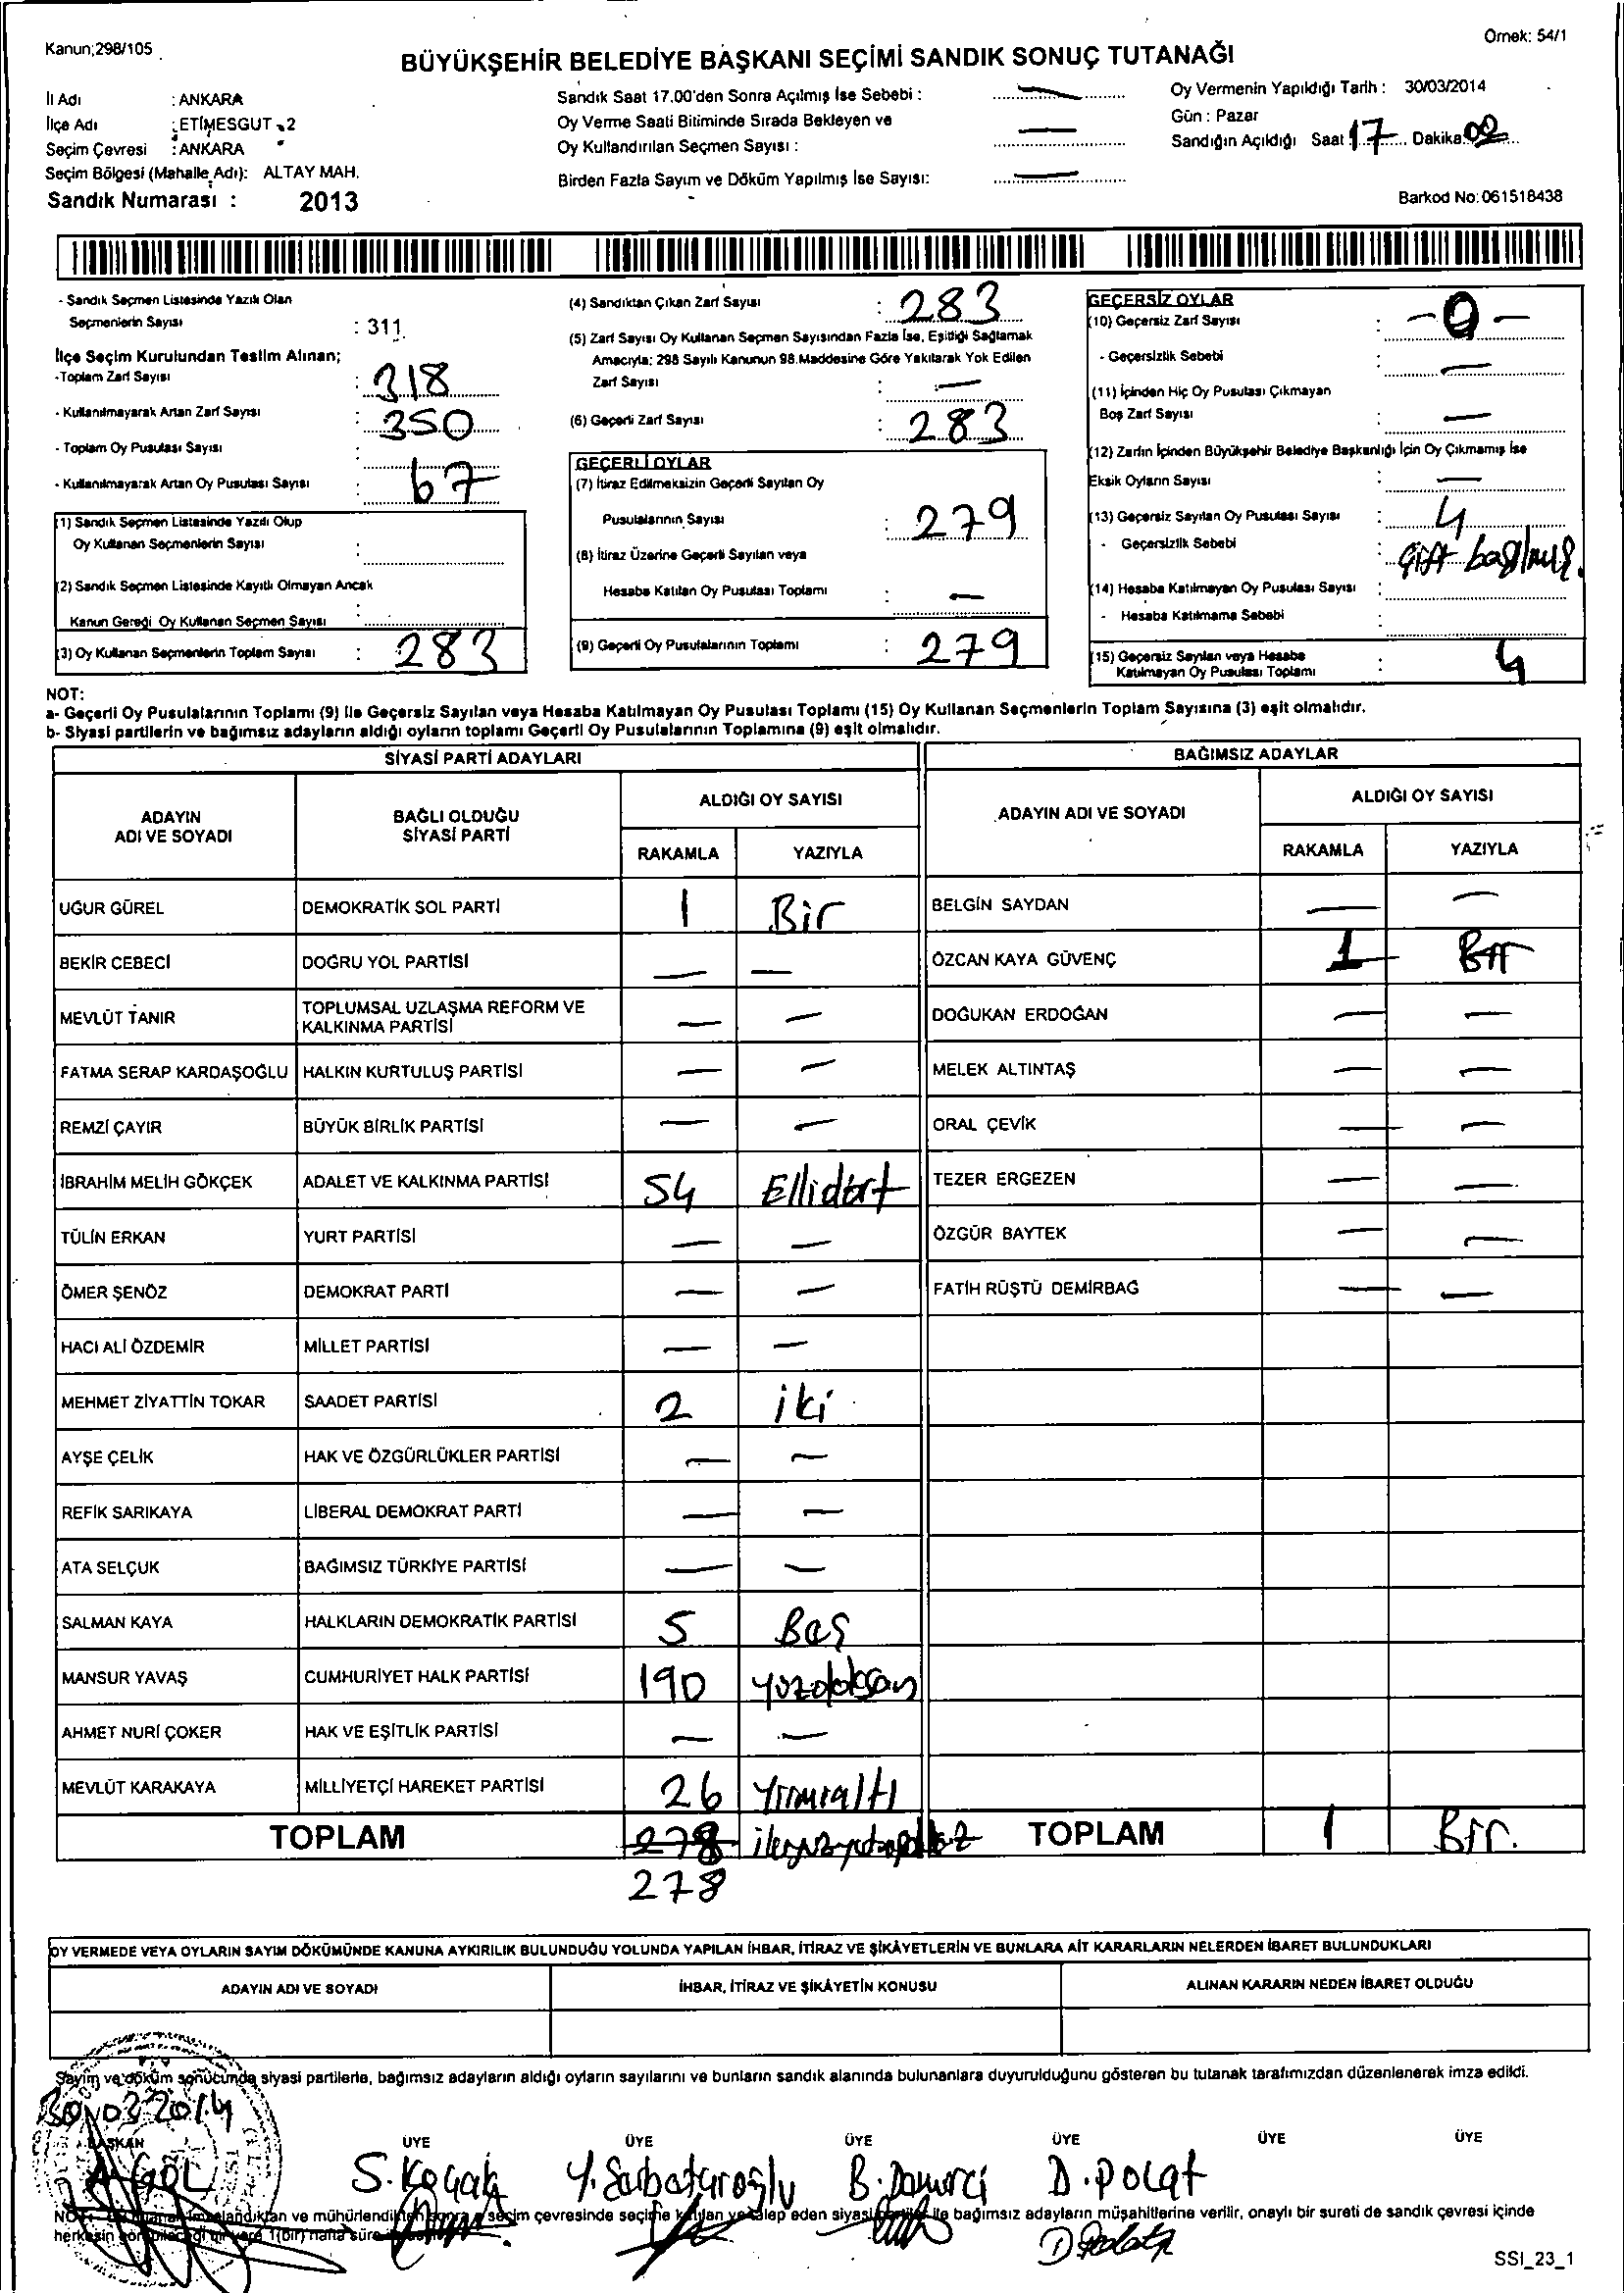 Kanun;298/105
Örnek: 54/1
BÜYÜKŞEHİR BELEDİYE BAŞKANI SEÇİMİ SANDIK SONUÇ TUTANAĞI
İl Adı : ANKARA
İlçe Adı : ETİMESGUT - 2
Seçim Çevresi : ANKARA
Seçim Bölgesi (Mahalle Adı): ALTAY MAH.
Sandık Numarası : 2013
Sandık Saat 17.00'den Sonra Açılmış İse Sebebi : —
Oy Verme Saati Bitiminde Sırada Bekleyen ve
Oy Kullandırılan Seçmen Sayısı : —
Birden Fazla Sayım ve Döküm Yapılmış İse Sayısı: —
Oy Vermenin Yapıldığı Tarih : 30/03/2014
Gün : Pazar
Sandığın Açıldığı Saat 17 Dakika: 00
Barkod No:061518438
- Sandık Seçmen Listesinde Yazılı Olan
Seçmenlerin Sayısı : 311
İlçe Seçim Kurulundan Teslim Alınan;
-Toplam Zarf Sayısı : 318
- Kullanılmayarak Artan Zarf Sayısı : 350
- Toplam Oy Pusulası Sayısı :
- Kullanılmayarak Artan Oy Pusulası Sayısı : 67
(1) Sandık Seçmen Listesinde Yazılı Olup
Oy Kullanan Seçmenlerin Sayısı :
(2) Sandık Seçmen Listesinde Kayıtlı Olmayan Ancak
Kanun Gereği Oy Kullanan Seçmen Sayısı :
(3) Oy Kullanan Seçmenlerin Toplam Sayısı : 283
(4) Sandıktan Çıkan Zarf Sayısı : 283
(5) Zarf Sayısı Oy Kullanan Seçmen Sayısından Fazla İse, Eşitliği Sağlamak
Amacıyla; 298 Sayılı Kanunun 98.Maddesine Göre Yakılarak Yok Edilen
Zarf Sayısı : —
(6) Geçerli Zarf Sayısı : 283
GEÇERLİ OYLAR
(7) İtiraz Edilmeksizin Geçerli Sayılan Oy
Pusulalarının Sayısı : 279
(8) İtiraz Üzerine Geçerli Sayılan veya
Hesaba Katılan Oy Pusulası Toplamı : —
(9) Geçerli Oy Pusulalarının Toplamı : 279
GEÇERSİZ OYLAR
(10) Geçersiz Zarf Sayısı : - 0 -
- Geçersizlik Sebebi : —
(11) İçinden Hiç Oy Pusulası Çıkmayan
Boş Zarf Sayısı : —
(12) Zarfın İçinden Büyükşehir Belediye Başkanlığı İçin Oy Çıkmamış İse
Eksik Oyların Sayısı : —
(13) Geçersiz Sayılan Oy Pusulası Sayısı : 4
- Geçersizlik Sebebi : Çift basılmış.
(14) Hesaba Katılmayan Oy Pusulası Sayısı :
- Hesaba Katılmama Sebebi
(15) Geçersiz Sayılan veya Hesaba
Katılmayan Oy Pusulası Toplamı : 4
NOT:
a- Geçerli Oy Pusulalarının Toplamı (9) ile Geçersiz Sayılan veya Hesaba Katılmayan Oy Pusulası Toplamı (15) Oy Kullanan Seçmenlerin Toplam Sayısına (3) eşit olmalıdır.
b- Siyasi partilerin ve bağımsız adayların aldığı oyların toplamı Geçerli Oy Pusulalarının Toplamına (9) eşit olmalıdır.
SİYASİ PARTİ ADAYLARI
ADAYIN ADI VE SOYADI
BAĞLI OLDUĞU SİYASİ PARTİ
ALDIĞI OY SAYISI
RAKAMLA YAZIYLA
UĞUR GÜREL DEMOKRATİK SOL PARTİ 1 Bir
BEKİR CEBECİ DOĞRU YOL PARTİSİ — —
MEVLÜT TANIR TOPLUMSAL UZLAŞMA REFORM VE KALKINMA PARTİSİ — —
FATMA SERAP KARDAŞOĞLU HALKIN KURTULUŞ PARTİSİ — —
REMZİ ÇAYIR BÜYÜK BİRLİK PARTİSİ — —
İBRAHİM MELİH GÖKÇEK ADALET VE KALKINMA PARTİSİ 54 Ellidört
TÜLİN ERKAN YURT PARTİSİ — —
ÖMER ŞENÖZ DEMOKRAT PARTİ — —
HACI ALİ ÖZDEMİR MİLLET PARTİSİ — —
MEHMET ZİYATTİN TOKAR SAADET PARTİSİ 2 iki
AYŞE ÇELİK HAK VE ÖZGÜRLÜKLER PARTİSİ — —
REFİK SARIKAYA LİBERAL DEMOKRAT PARTİ — —
ATA SELÇUK BAĞIMSIZ TÜRKİYE PARTİSİ — —
SALMAN KAYA HALKLARIN DEMOKRATİK PARTİSİ 5 Baş
MANSUR YAVAŞ CUMHURİYET HALK PARTİSİ 190 yüzdoksan
AHMET NURİ ÇOKER HAK VE EŞİTLİK PARTİSİ — —
MEVLÜT KARAKAYA MİLLİYETÇİ HAREKET PARTİSİ 26 Yirmialtı
TOPLAM 278
278
BAĞIMSIZ ADAYLAR
ADAYIN ADI VE SOYADI
ALDIĞI OY SAYISI
RAKAMLA YAZIYLA
BELGİN SAYDAN — —
ÖZCAN KAYA GÜVENÇ 1 Bir
DOĞUKAN ERDOĞAN — —
MELEK ALTINTAŞ — —
ORAL ÇEVİK — —
TEZER ERGEZEN — —
ÖZGÜR BAYTEK — —
FATİH RÜŞTÜ DEMİRBAĞ — —
TOPLAM 1 Bir.
OY VERMEDE VEYA OYLARIN SAYIM DÖKÜMÜNDE KANUNA AYKIRILIK BULUNDUĞU YOLUNDA YAPILAN İHBAR, İTİRAZ VE ŞİKÂYETLERİN VE BUNLARA AİT KARARLARIN NELERDEN İBARET BULUNDUKLARI
ADAYIN ADI VE SOYADI İHBAR, İTİRAZ VE ŞİKÂYETİN KONUSU ALINAN KARARIN NEDEN İBARET OLDUĞU
Sayım ve döküm sonucunda siyasi partilerle, bağımsız adayların aldığı oyların sayılarını ve bunların sandık alanında bulunanlara duyurulduğunu gösteren bu tutanak tarafımızdan düzenlenerek imza edildi.
30.03.2014
BAŞKAN ÜYE ÜYE ÜYE ÜYE ÜYE ÜYE
A. GÖL S. Koçak B. Demirci D. Polat
ve mühürlendikten sonra seçim çevresinde seçime katılan ve talep eden siyasi ile bağımsız adayların müşahitlerine verilir, onaylı bir sureti de sandık çevresi içinde
herkesin 1(bir) hafta süre
SSI_23_1